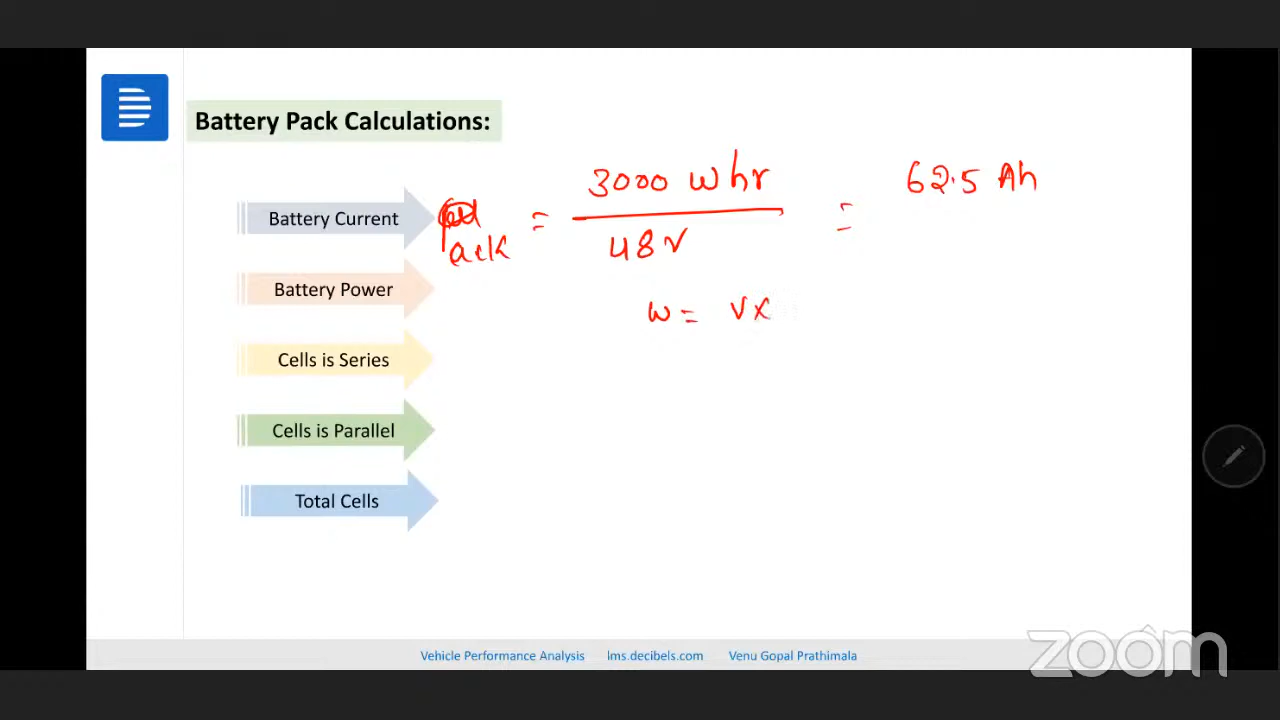 Battery Pack Calculations:
Battery Current
Pack = 3000 Whr / 48V = 62.5 Ah
W = V x
Battery Power
Cells is Series
Cells is Parallel
Total Cells
Vehicle Performance Analysis lms.decibels.com Venu Gopal Prathimala
zoom